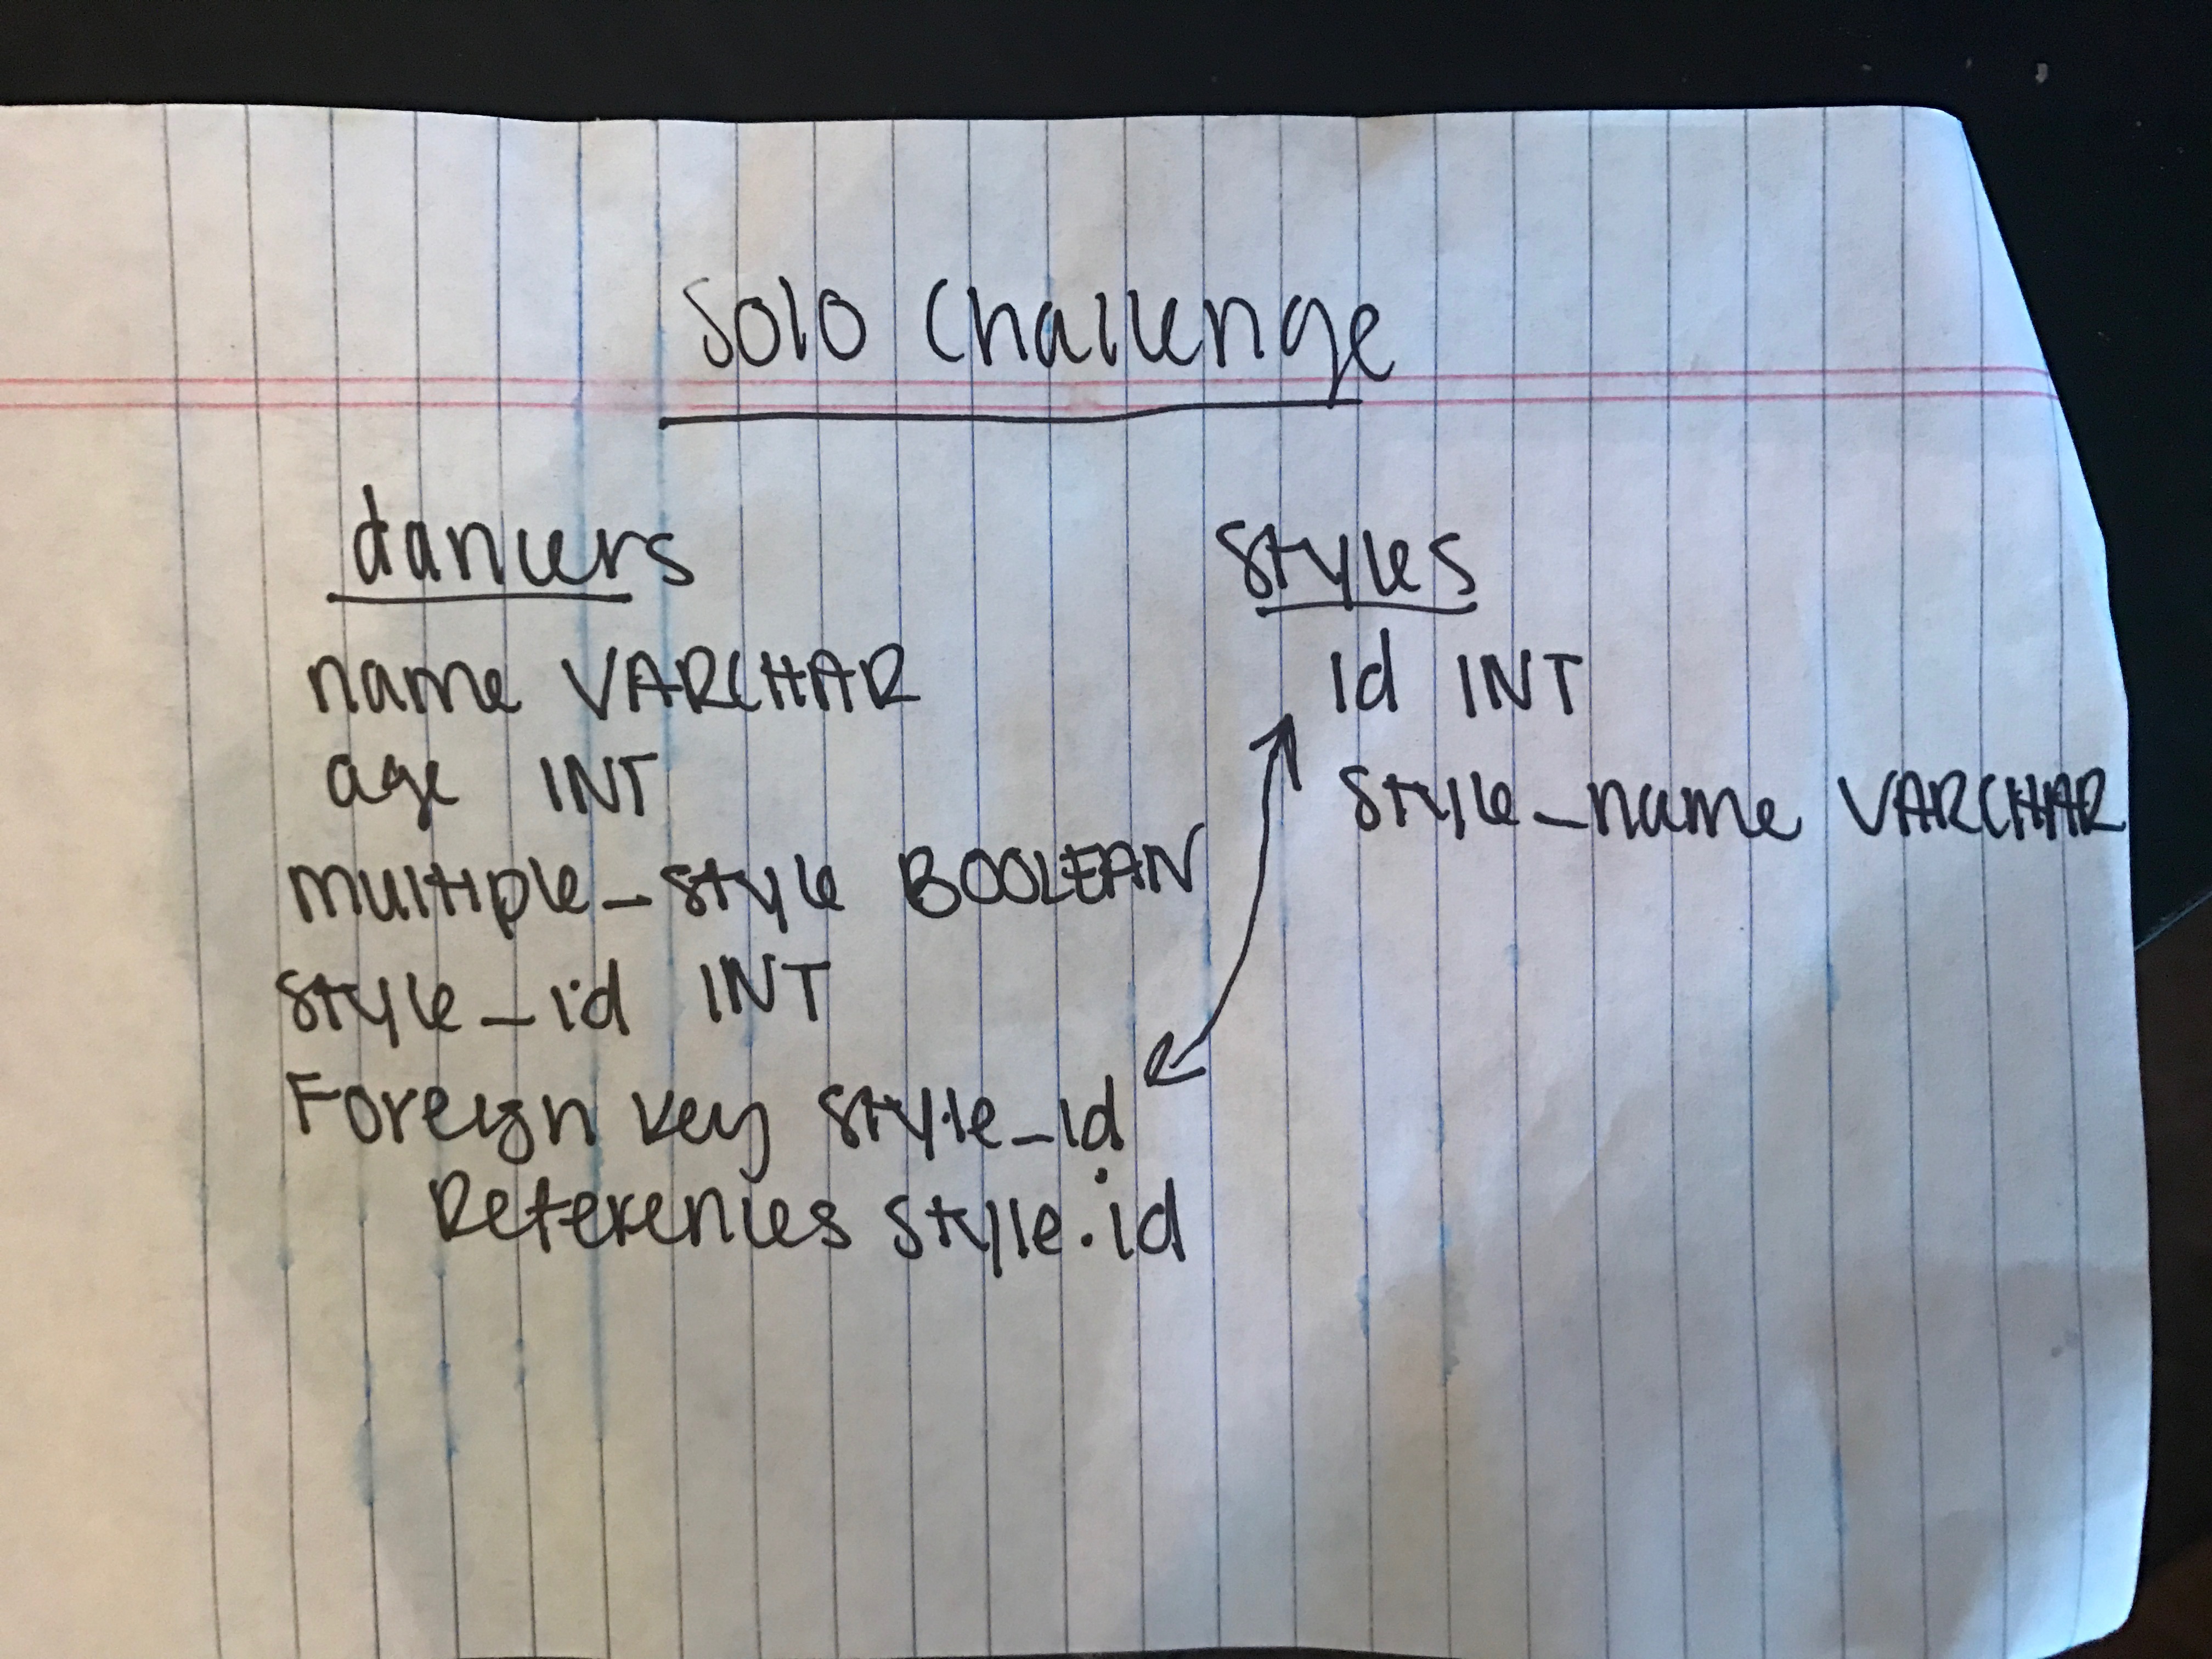 Solo Challenge
dancers
name VARCHAR
age INT
multiple_style BOOLEAN
style_id INT
Foreign key style_id
References style.id
styles
id INT
style_name VARCHAR